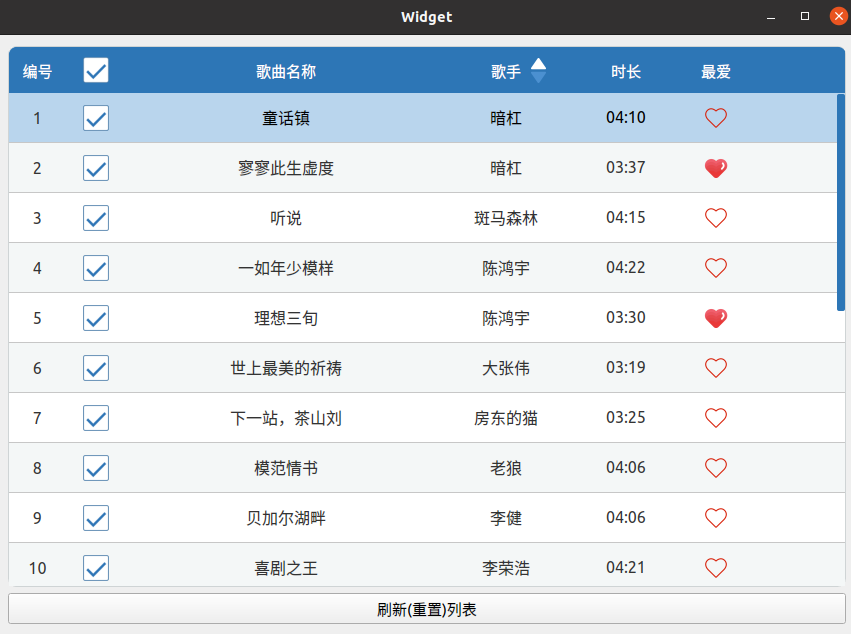 Widget
编号 歌曲名称 歌手 时长 最爱
1 童话镇 暗杠 04:10
2 寥寥此生虚度 暗杠 03:37
3 听说 斑马森林 04:15
4 一如年少模样 陈鸿宇 04:22
5 理想三旬 陈鸿宇 03:30
6 世上最美的祈祷 大张伟 03:19
7 下一站，茶山刘 房东的猫 03:25
8 模范情书 老狼 04:06
9 贝加尔湖畔 李健 04:06
10 喜剧之王 李荣浩 04:21
刷新(重置)列表